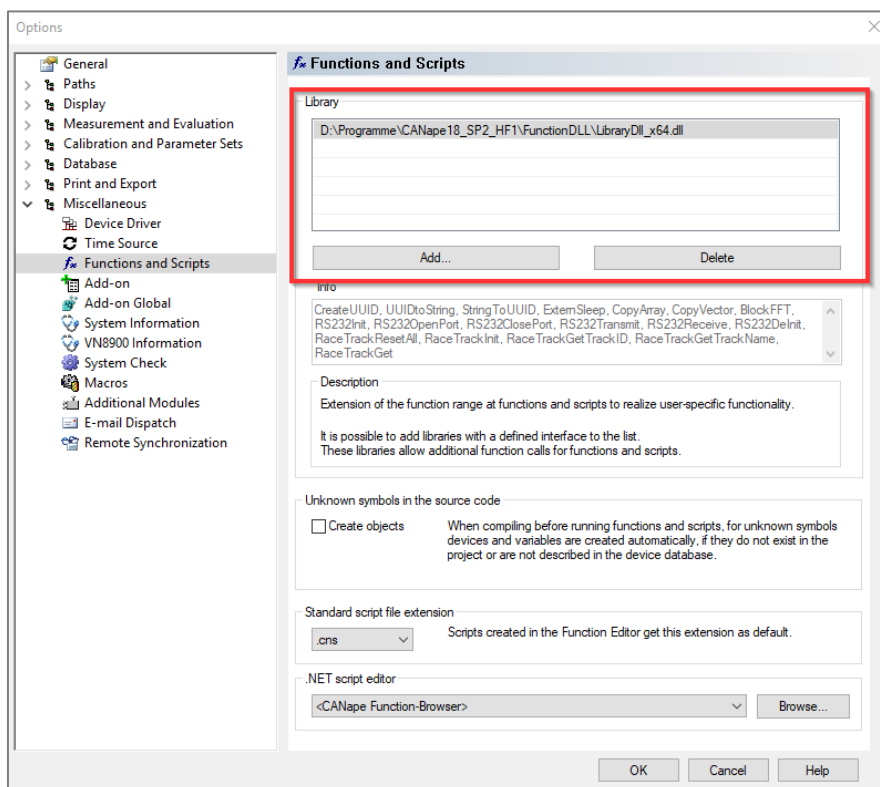 Options
General
Paths
Display
Measurement and Evaluation
Calibration and Parameter Sets
Database
Print and Export
Miscellaneous
Device Driver
Time Source
Functions and Scripts
Add-on
Add-on Global
System Information
VN8900 Information
System Check
Macros
Additional Modules
E-mail Dispatch
Remote Synchronization
Functions and Scripts
Library
D:\Programme\CANape18_SP2_HF1\FunctionDLL\LibraryDll_x64.dll
Add...
Delete
Info
CreateUUID, UUIDtoString, StringToUUID, ExternSleep, CopyArray, CopyVector, BlockFFT,
RS232Init, RS232OpenPort, RS232ClosePort, RS232Transmit, RS232Receive, RS232DeInit,
RaceTrackResetAll, RaceTrackInit, RaceTrackGetTrackID, RaceTrackGetTrackName,
RaceTrackGet
Description
Extension of the function range at functions and scripts to realize user-specific functionality.
It is possible to add libraries with a defined interface to the list.
These libraries allow additional function calls for functions and scripts.
Unknown symbols in the source code
Create objects
When compiling before running functions and scripts, for unknown symbols
devices and variables are created automatically, if they do not exist in the
project or are not described in the device database.
Standard script file extension
.cns
Scripts created in the Function Editor get this extension as default.
.NET script editor
<CANape Function-Browser>
Browse...
OK
Cancel
Help